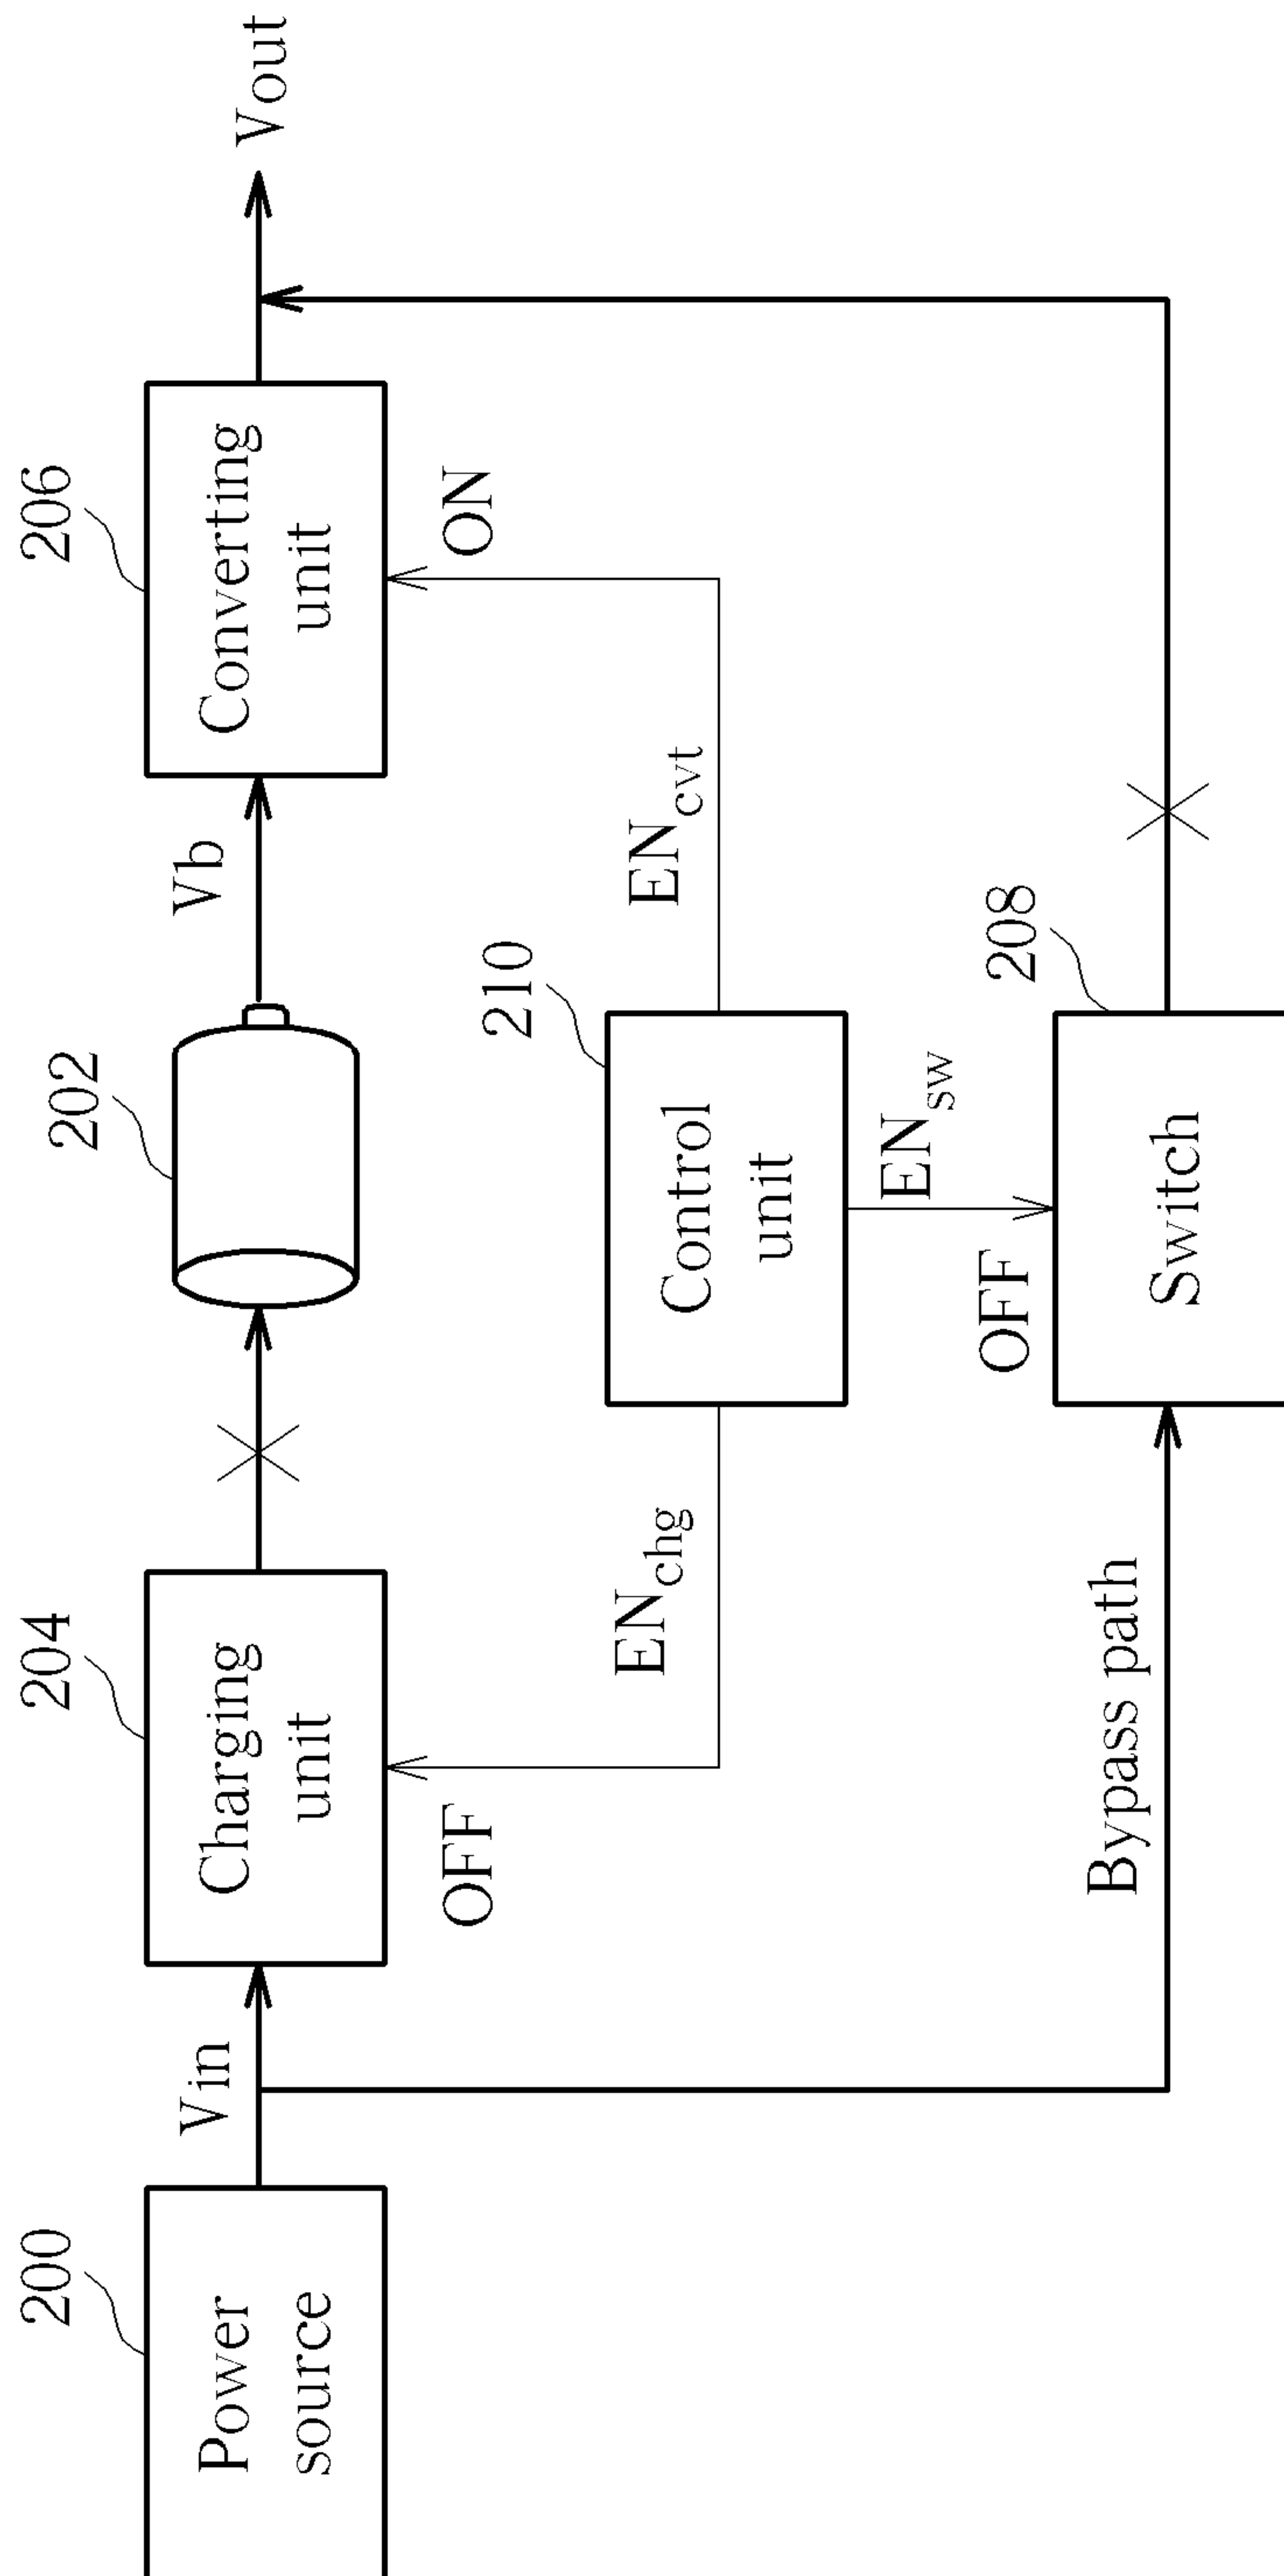 200
Power
source
Vin
204
Charging
unit
OFF
ENchg
202
Vb
206
Converting
unit
ON
ENcvt
Vout
210
Control
unit
ENsw
OFF
208
Switch
Bypass path